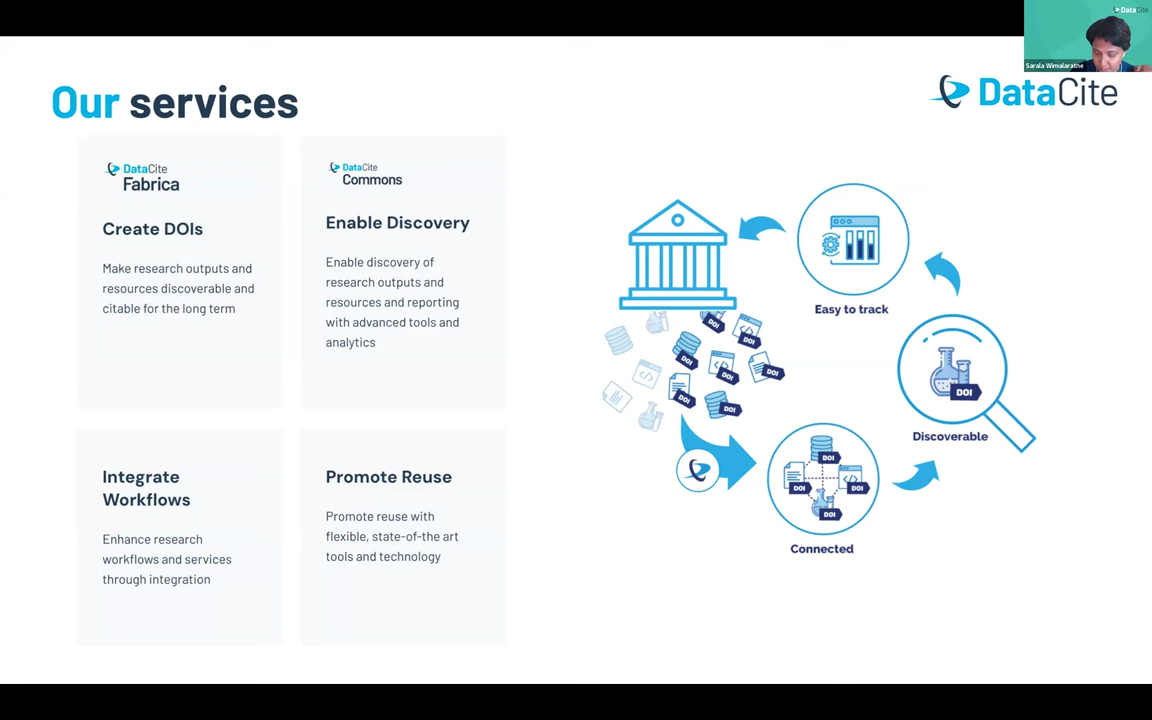 DataCite
Sarala Wimalaratne
Our services
DataCite
DataCite
Fabrica
Create DOIs
Make research outputs and
resources discoverable and
citable for the long term
DataCite
Commons
Enable Discovery
Enable discovery of
research outputs and
resources and reporting
with advanced tools and
analytics
Integrate
Workflows
Enhance research
workflows and services
through integration
Promote Reuse
Promote reuse with
flexible, state-of-the art
tools and technology
Easy to track
DOI
DOI
DOI
DOI
DOI
DOI
DOI
DOI
Discoverable
DOI
DOI
DOI
DOI
Connected